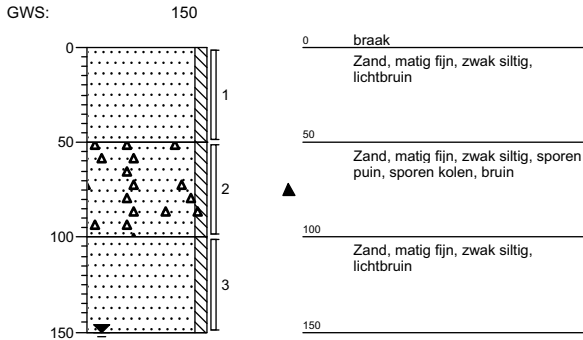 GWS: 150
0
50
100
150
1
2
3
0 braak
Zand, matig fijn, zwak siltig,
lichtbruin
50
Zand, matig fijn, zwak siltig, sporen
puin, sporen kolen, bruin
100
Zand, matig fijn, zwak siltig,
lichtbruin
150